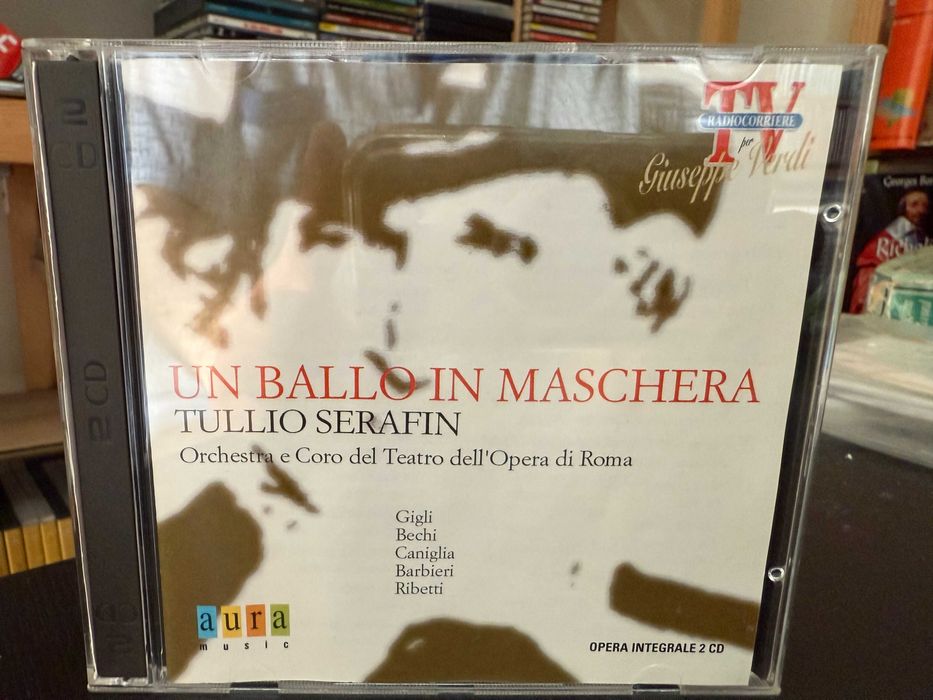 TV
RADIOCORRIERE
per
Giuseppe Verdi
UN BALLO IN MASCHERA
TULLIO SERAFIN
Orchestra e Coro del Teatro dell'Opera di Roma
Gigli
Bechi
Caniglia
Barbieri
Ribetti
aura
music
OPERA INTEGRALE 2 CD
2 CD
2 CD
Georges